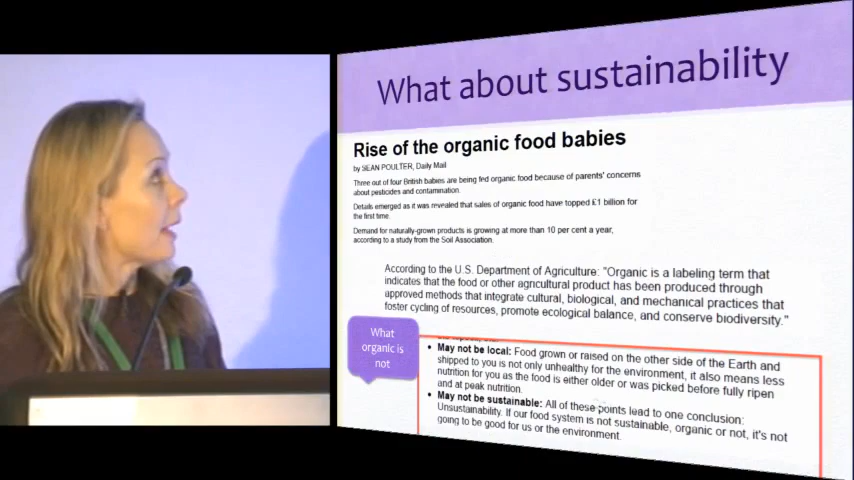 What about sustainability
Rise of the organic food babies
by SEAN POULTER, Daily Mail
Three out of four British babies are being fed organic food because of parents' concerns
about pesticides and contamination.
Details emerged as it was revealed that sales of organic food have topped £1 billion for
the first time.
Demand for naturally-grown products is growing at more than 10 per cent a year,
according to a study from the Soil Association.
According to the U.S. Department of Agriculture: "Organic is a labeling term that
indicates that the food or other agricultural product has been produced through
approved methods that integrate cultural, biological, and mechanical practices that
foster cycling of resources, promote ecological balance, and conserve biodiversity."
What
organic is
not
• May not be local: Food grown or raised on the other side of the Earth and
shipped to you is not only unhealthy for the environment, it also means less
nutrition for you as the food is either older or was picked before fully ripen
and at peak nutrition.
• May not be sustainable: All of these points lead to one conclusion:
Unsustainability. If our food system is not sustainable, organic or not, it's not
going to be good for us or the environment.